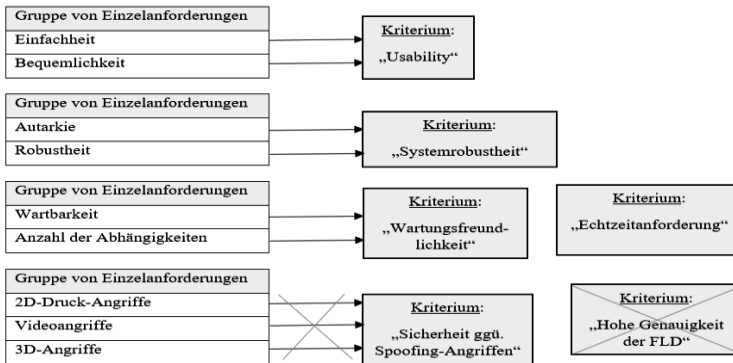 Gruppe von Einzelanforderungen
Einfachheit
Bequemlichkeit
Kriterium:
„Usability“
Gruppe von Einzelanforderungen
Autarkie
Robustheit
Kriterium:
„Systemrobustheit“
Gruppe von Einzelanforderungen
Wartbarkeit
Anzahl der Abhängigkeiten
Kriterium:
„Wartungsfreund-
lichkeit“
Kriterium:
„Echtzeitanforderung“
Gruppe von Einzelanforderungen
2D-Druck-Angriffe
Videoangriffe
3D-Angriffe
Kriterium:
„Sicherheit ggü.
Spoofing-Angriffen“
Kriterium:
„Hohe Genauigkeit
der FLD“